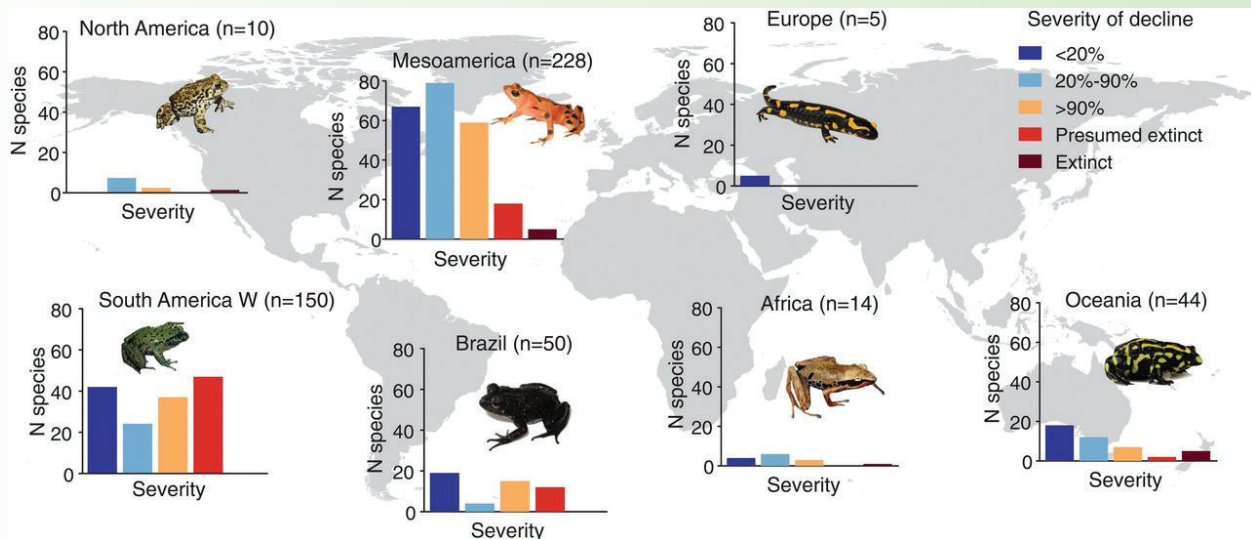 North America (n=10)
80
60
40
20
0
N species
Severity
Mesoamerica (n=228)
80
60
40
20
0
N species
Severity
Europe (n=5)
80
60
40
20
0
N species
Severity
Severity of decline
<20%
20%-90%
>90%
Presumed extinct
Extinct
South America W (n=150)
80
60
40
20
0
N species
Severity
Brazil (n=50)
80
60
40
20
0
N species
Severity
Africa (n=14)
80
60
40
20
0
N species
Severity
Oceania (n=44)
80
60
40
20
0
N species
Severity